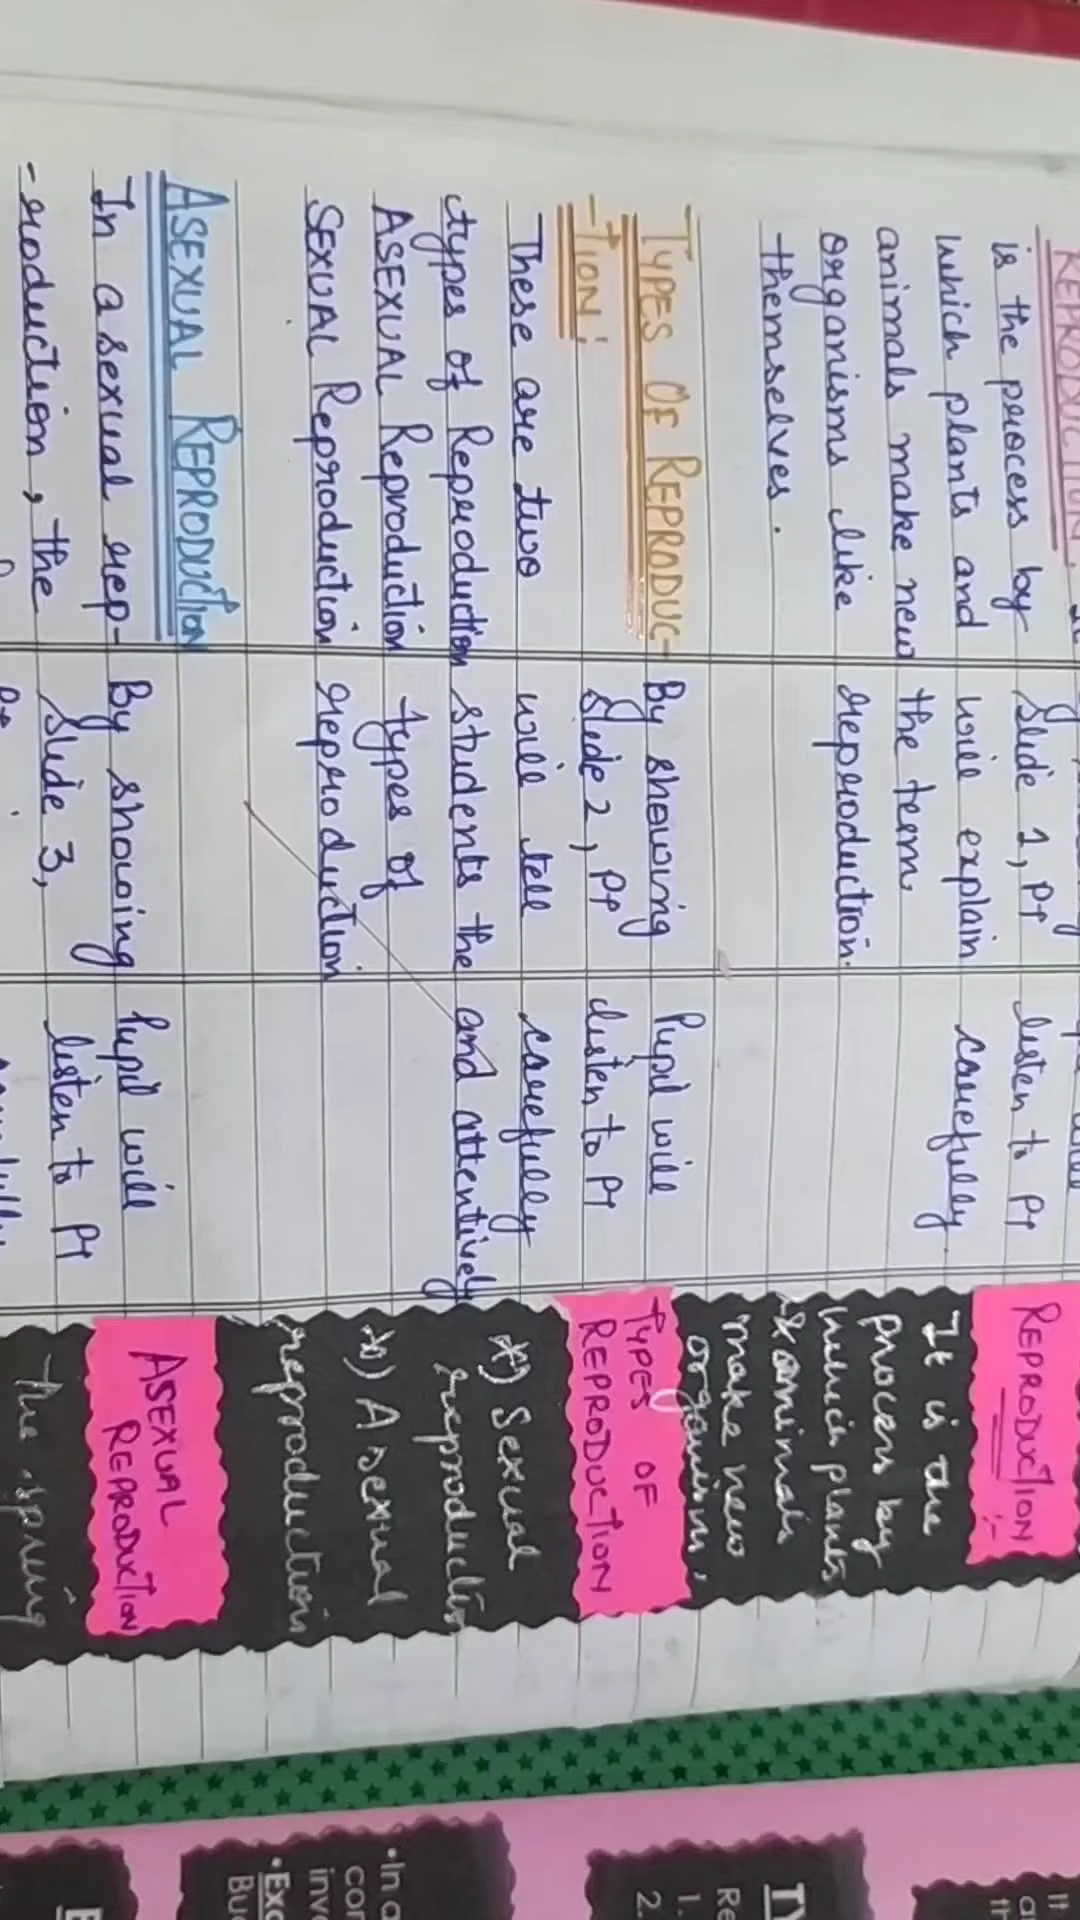 REPRODUCTION:
is the process by
which plants and
animals make new
organisms like
themselves.
TYPES OF REPRODUC-
-TION:
These are two
types of Reproduction
ASEXUAL Reproduction
SEXUAL Reproduction
ASEXUAL REPRODUCTION
In asexual rep-
-roduction, the
Slide 1, PT
will explain
the term
reproduction.
By showing
Slide 2, PT
will tell
students the
types of
reproduction
By showing
Slide 3,
listen to PT
carefully
Pupil will
listen to PT
carefully
and attentively
Pupil will
listen to PT
REPRODUCTION:-
It is the
process by
which plants
& animals
make new
organism,
TYPES OF
REPRODUCTION
*) Sexual
reproduction
*) Asexual
reproduction
ASEXUAL
REPRODUCTION
1.
2.